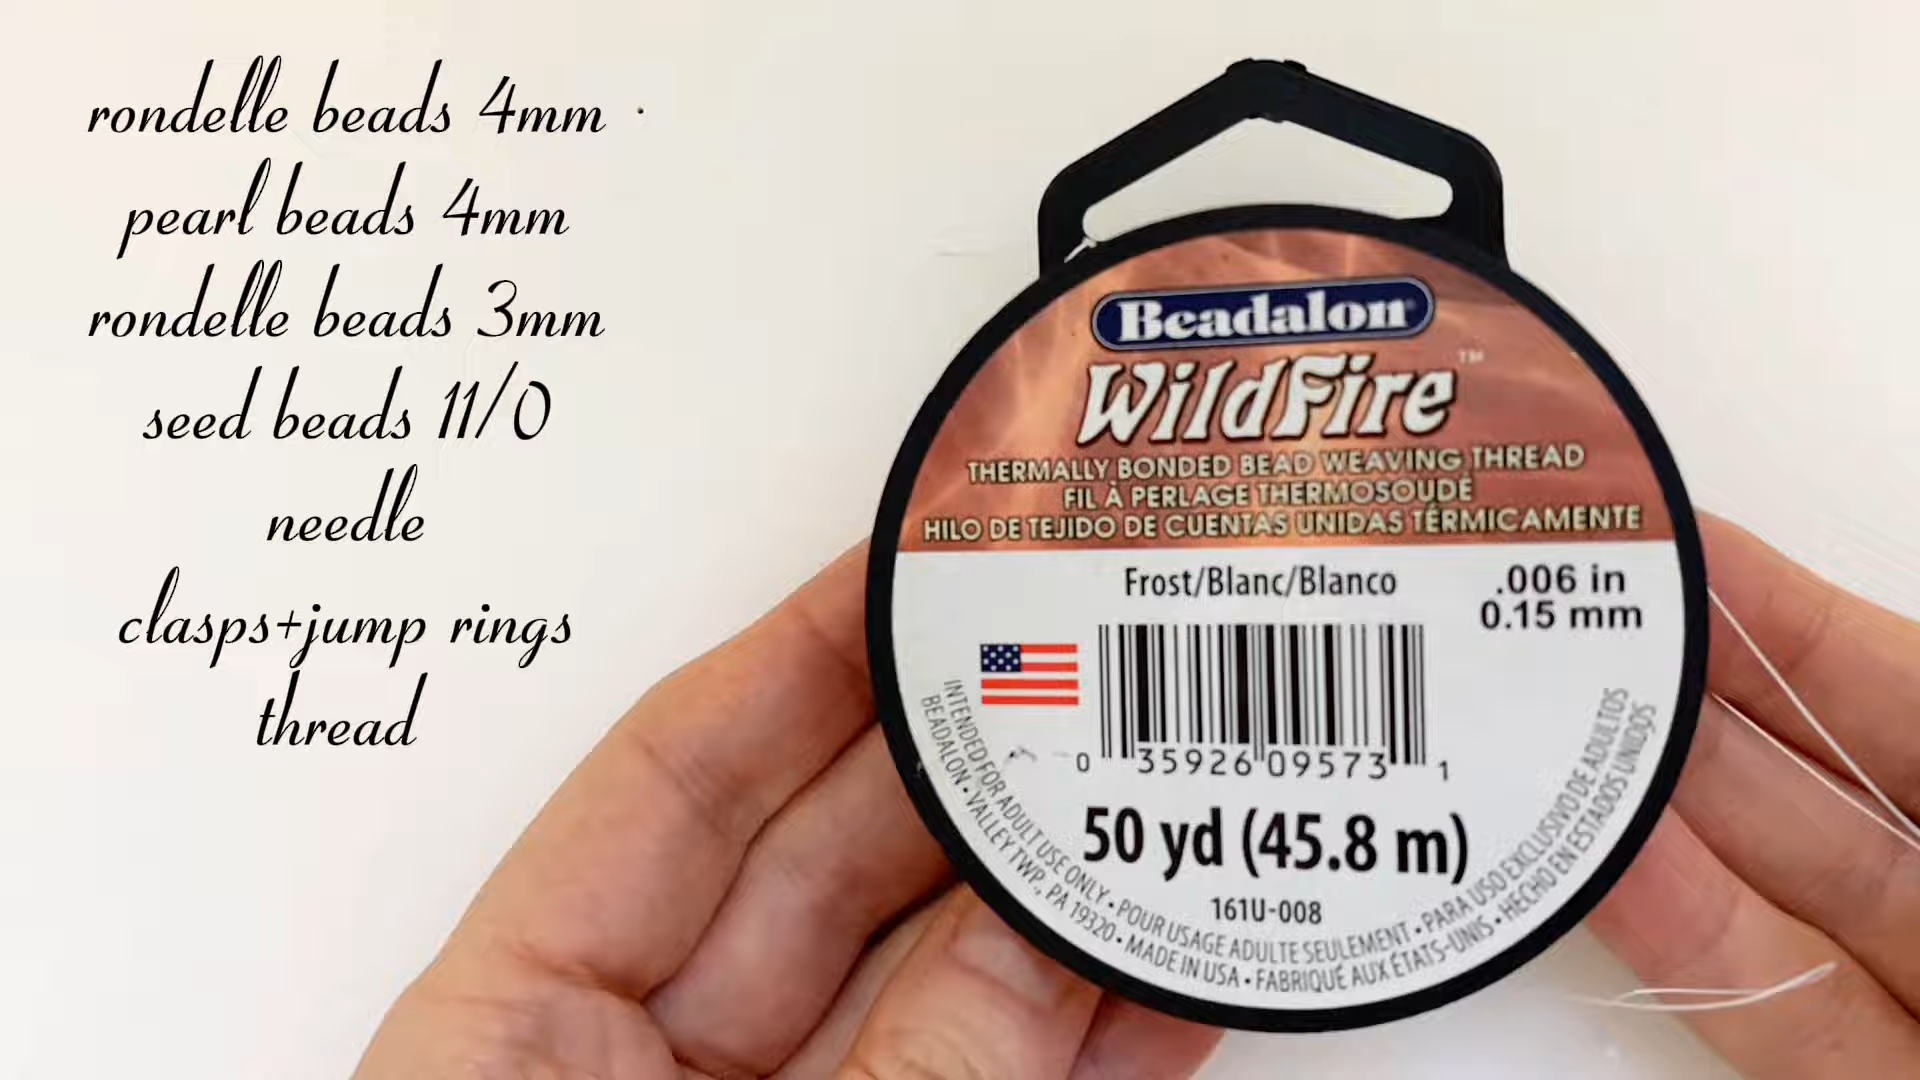 rondelle beads 4mm
pearl beads 4mm
rondelle beads 3mm
seed beads 11/0
needle
clasps+jump rings
thread
Beadalon®
WildFire™
THERMALLY BONDED BEAD WEAVING THREAD
FIL À PERLAGE THERMOSOUDÉ
HILO DE TEJIDO DE CUENTAS UNIDAS TÉRMICAMENTE
Frost/Blanc/Blanco
.006 in
0.15 mm
0 35926 09573 1
50 yd (45.8 m)
161U-008
INTENDED FOR ADULT USE ONLY • POUR USAGE ADULTE SEULEMENT • PARA USO EXCLUSIVO DE ADULTOS
BEADALON • VALLEY TWP., PA 19320 • MADE IN USA • FABRIQUÉ AUX ÉTATS-UNIS • HECHO EN ESTADOS UNIDOS